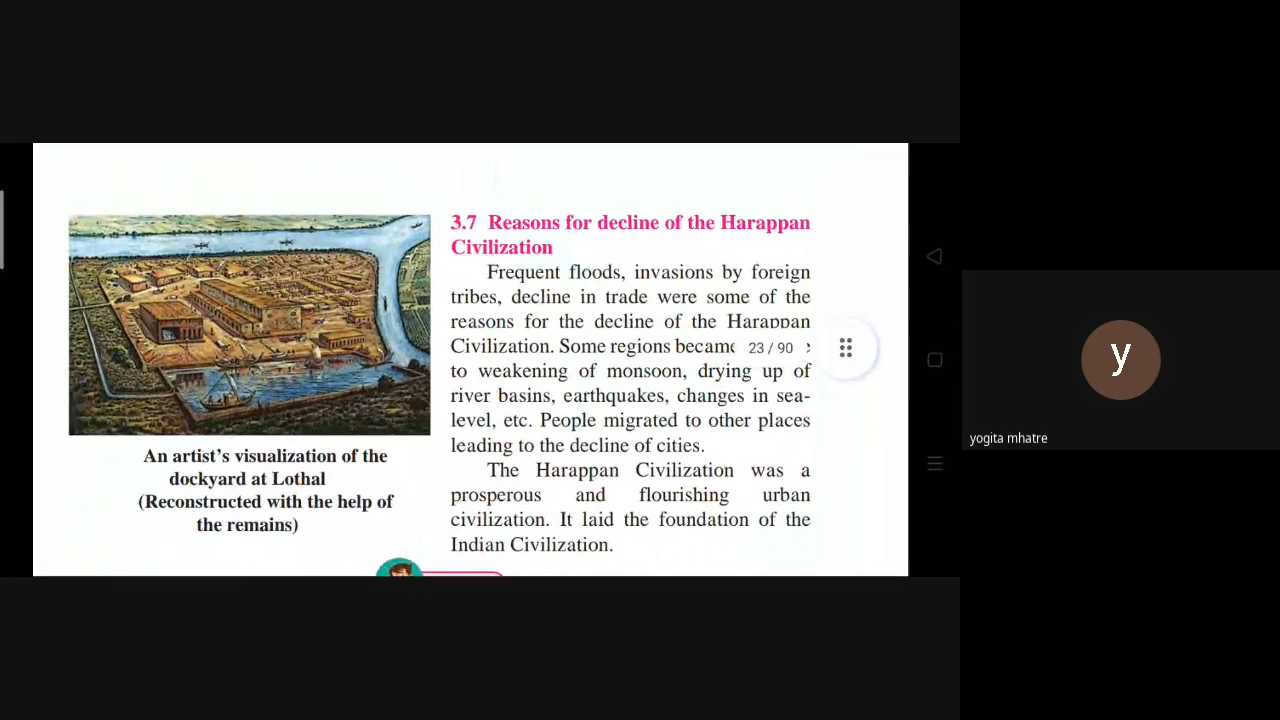 3.7 Reasons for decline of the Harappan
Civilization
Frequent floods, invasions by foreign
tribes, decline in trade were some of the
reasons for the decline of the Harappan
Civilization. Some regions became
23 / 90
to weakening of monsoon, drying up of
river basins, earthquakes, changes in sea-
level, etc. People migrated to other places
leading to the decline of cities.
The Harappan Civilization was a
prosperous and flourishing urban
civilization. It laid the foundation of the
Indian Civilization.
An artist's visualization of the
dockyard at Lothal
(Reconstructed with the help of
the remains)
y
yogita mhatre